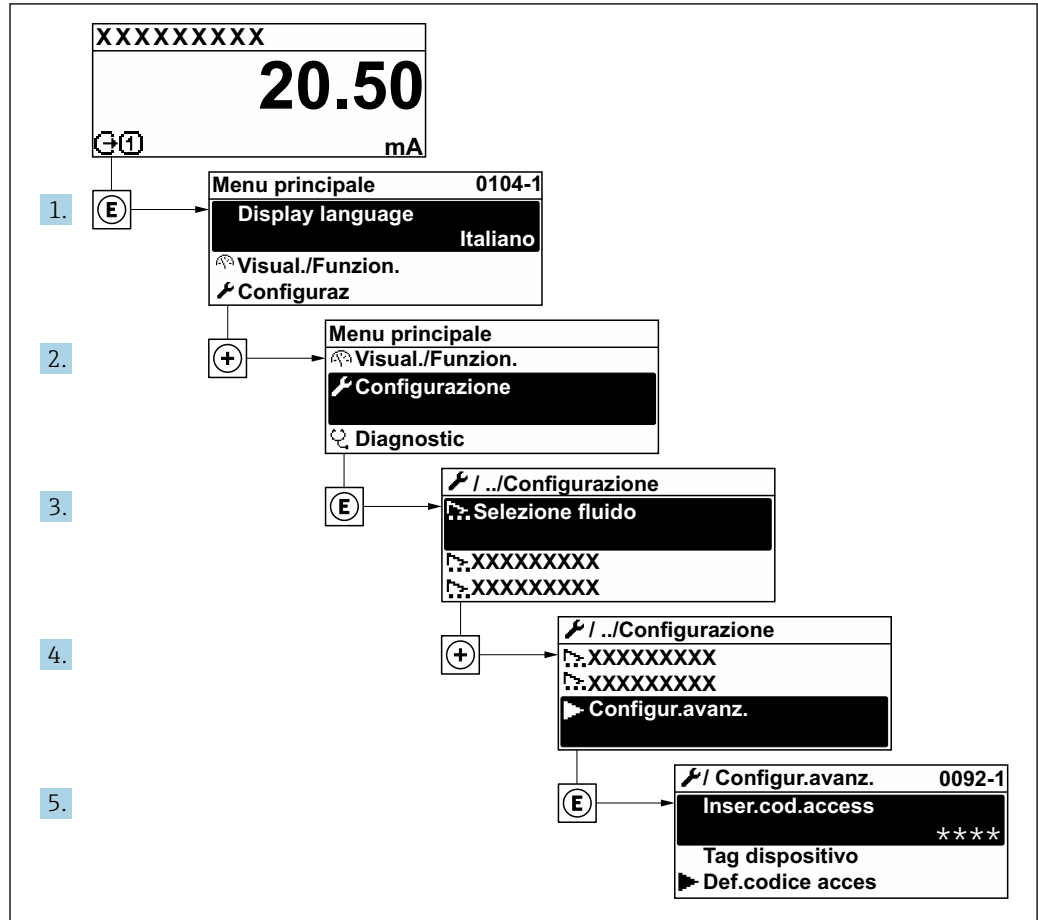 XXXXXXXXX
20.50
1 mA
1. E
Menu principale 0104-1
Display language
Italiano
Visual./Funzion.
Configuraz
2. +
Menu principale
Visual./Funzion.
Configurazione
Diagnostic
3. E
/ ../Configurazione
Selezione fluido
XXXXXXXXX
XXXXXXXXX
4. +
/ ../Configurazione
XXXXXXXXX
XXXXXXXXX
Configur.avanz.
5. E
/ Configur.avanz. 0092-1
Inser.cod.access
****
Tag dispositivo
Def.codice acces